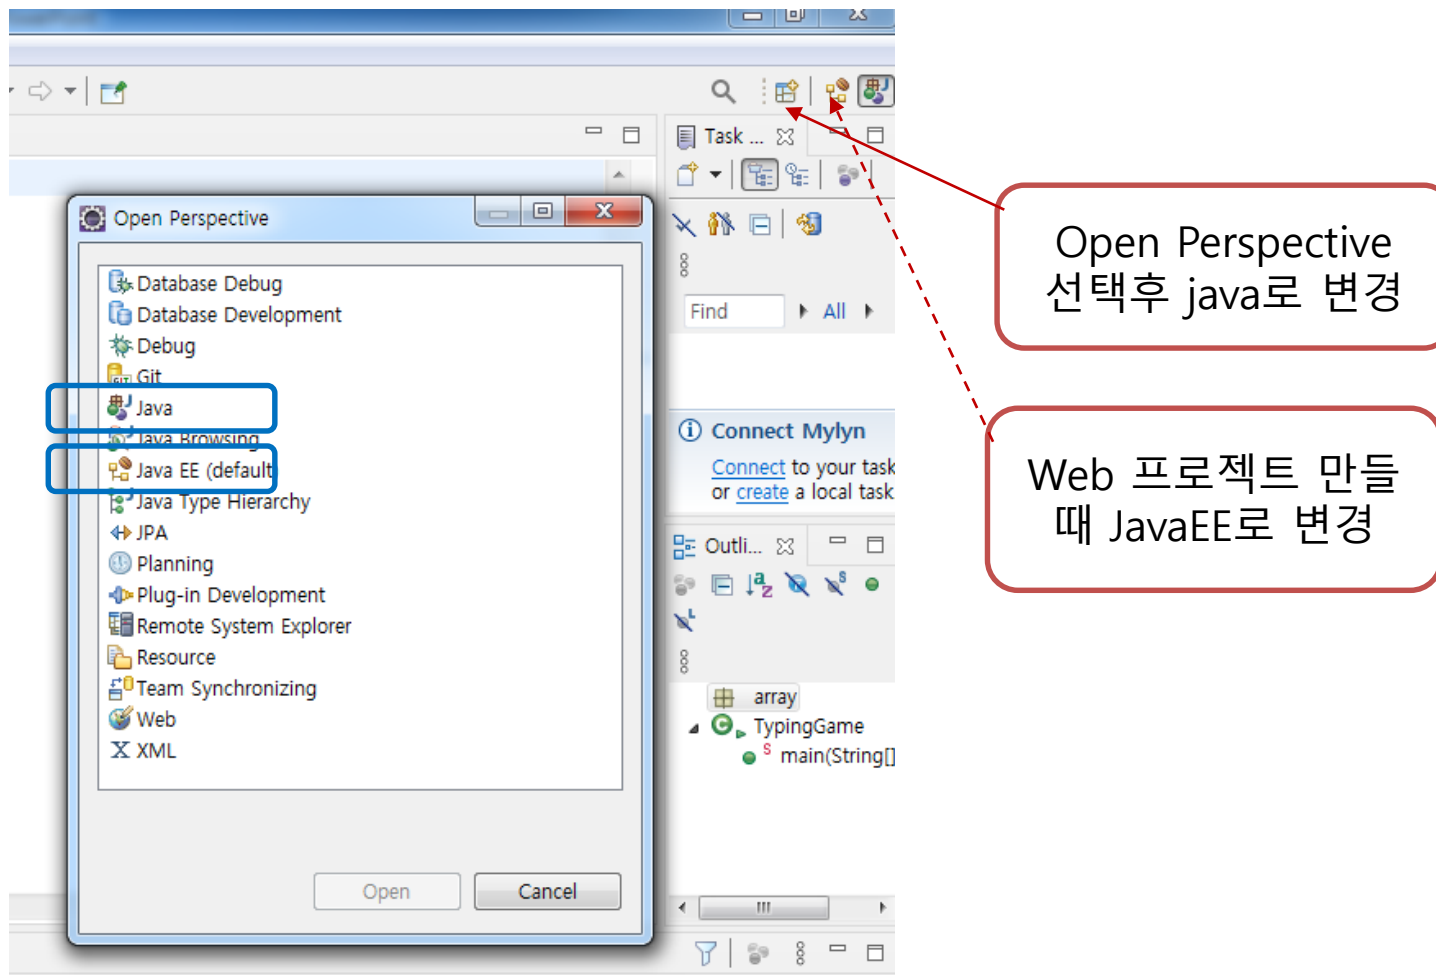 Task ...
Open Perspective
Database Debug
Database Development
Debug
Git
Java
Java Browsing
Java EE (default
Java Type Hierarchy
JPA
Planning
Plug-in Development
Remote System Explorer
Resource
Team Synchronizing
Web
XML
Open
Cancel
Find
All
Connect Mylyn
Connect to your task
or create a local task
Outli...
array
TypingGame
main(String[]
Open Perspective
선택후 java로 변경
Web 프로젝트 만들
때 JavaEE로 변경